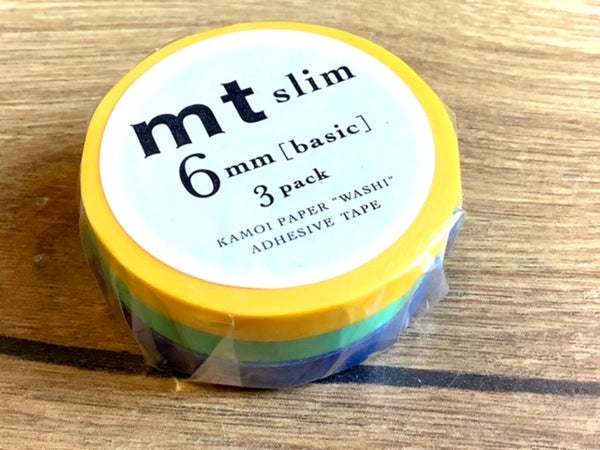 mt slim
6mm [basic]
3 pack
KAMOI PAPER "WASHI"
ADHESIVE TAPE